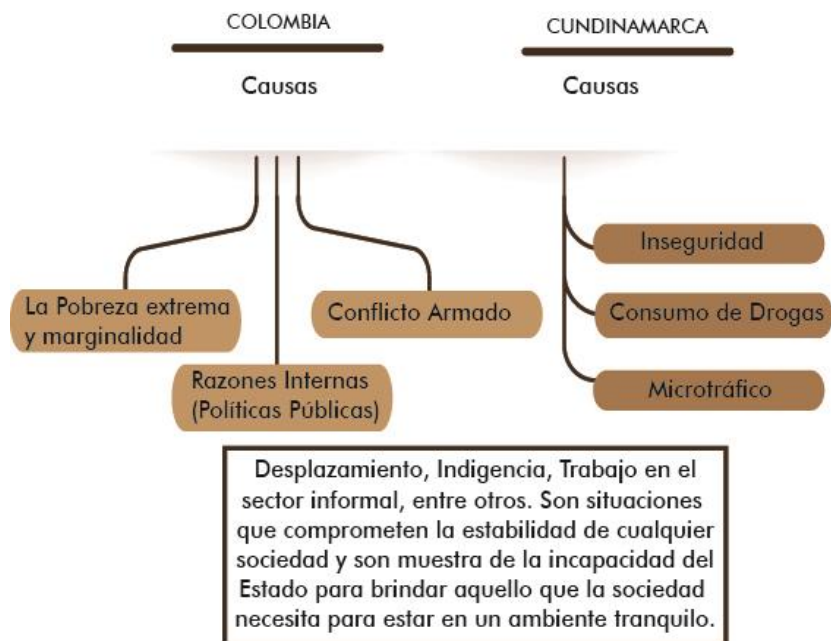 COLOMBIA
Causas
La Pobreza extrema
y marginalidad
Razones Internas
(Políticas Públicas)
Conflicto Armado
CUNDINAMARCA
Causas
Inseguridad
Consumo de Drogas
Microtráfico
Desplazamiento, Indigencia, Trabajo en el
sector informal, entre otros. Son situaciones
que comprometen la estabilidad de cualquier
sociedad y son muestra de la incapacidad del
Estado para brindar aquello que la sociedad
necesita para estar en un ambiente tranquilo.